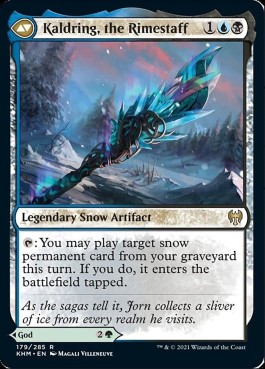 Kaldring, the Rimestaff 1
Legendary Snow Artifact
: You may play target snow
permanent card from your graveyard
this turn. If you do, it enters the
battlefield tapped.
As the sagas tell it, Jorn collects a sliver
of ice from every realm he visits.
God 2
179/285 R
KHM • EN MAGALI VILLENEUVE
™ & © 2021 Wizards of the Coast